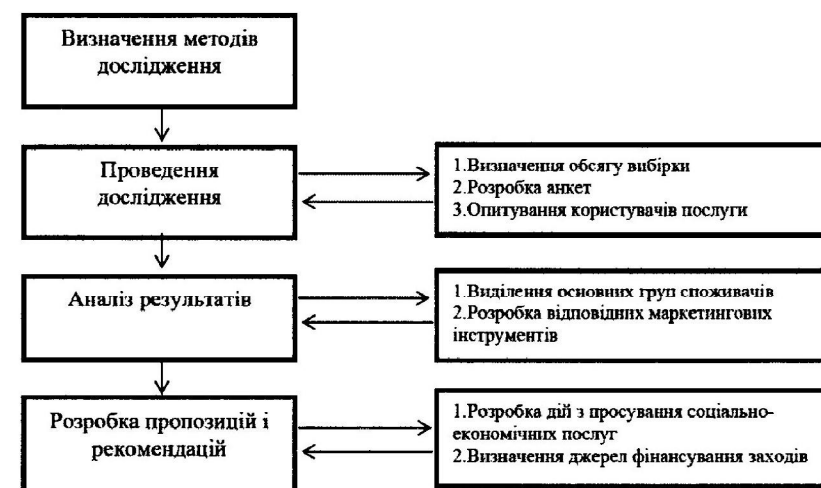 Визначення методів
дослідження
Проведення
дослідження
1.Визначення обсягу вибірки
2.Розробка анкет
3.Опитування користувачів послуги
Аналіз результатів
1.Виділення основних груп споживачів
2.Розробка відповідних маркетингових
інструментів
Розробка пропозицій і
рекомендацій
1.Розробка дій з просування соціально-
економічних послуг
2.Визначення джерел фінансування заходів